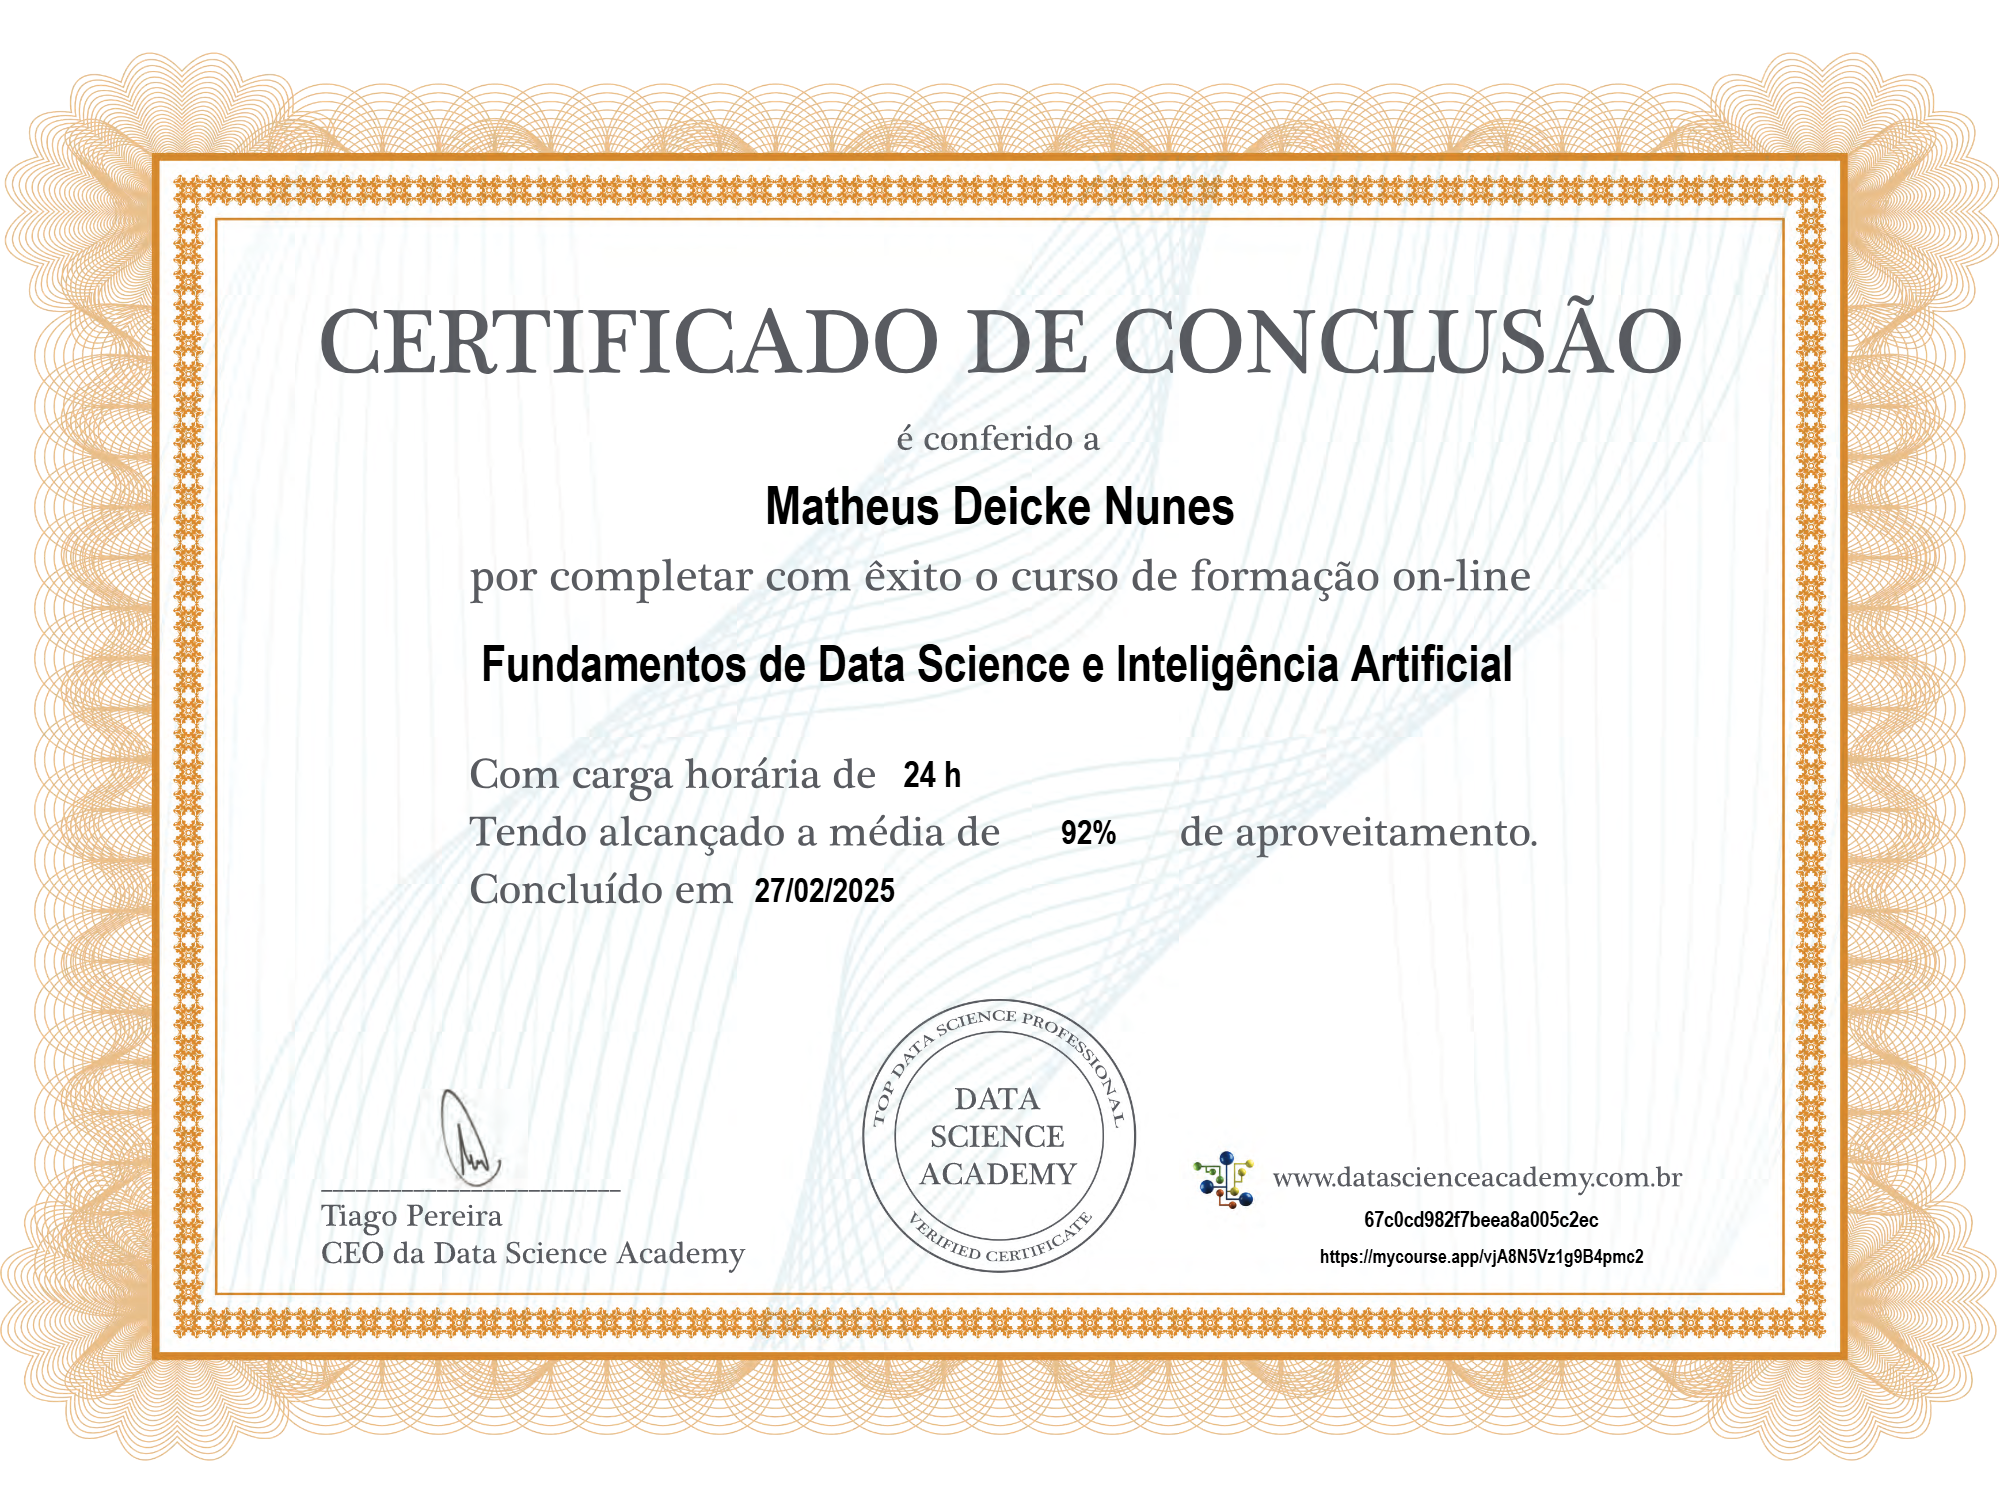 CERTIFICADO DE CONCLUSÃO
é conferido a
Matheus Deicke Nunes
por completar com êxito o curso de formação on-line
Fundamentos de Data Science e Inteligência Artificial
Com carga horária de 24 h
Tendo alcançado a média de 92% de aproveitamento.
Concluído em 27/02/2025
TOP DATA SCIENCE PROFESSIONAL
DATA
SCIENCE
ACADEMY
VERIFIED CERTIFICATE
Tiago Pereira
CEO da Data Science Academy
www.datascienceacademy.com.br
67c0cd982f7beea8a005c2ec
https://mycourse.app/vjA8N5Vz1g9B4pmc2